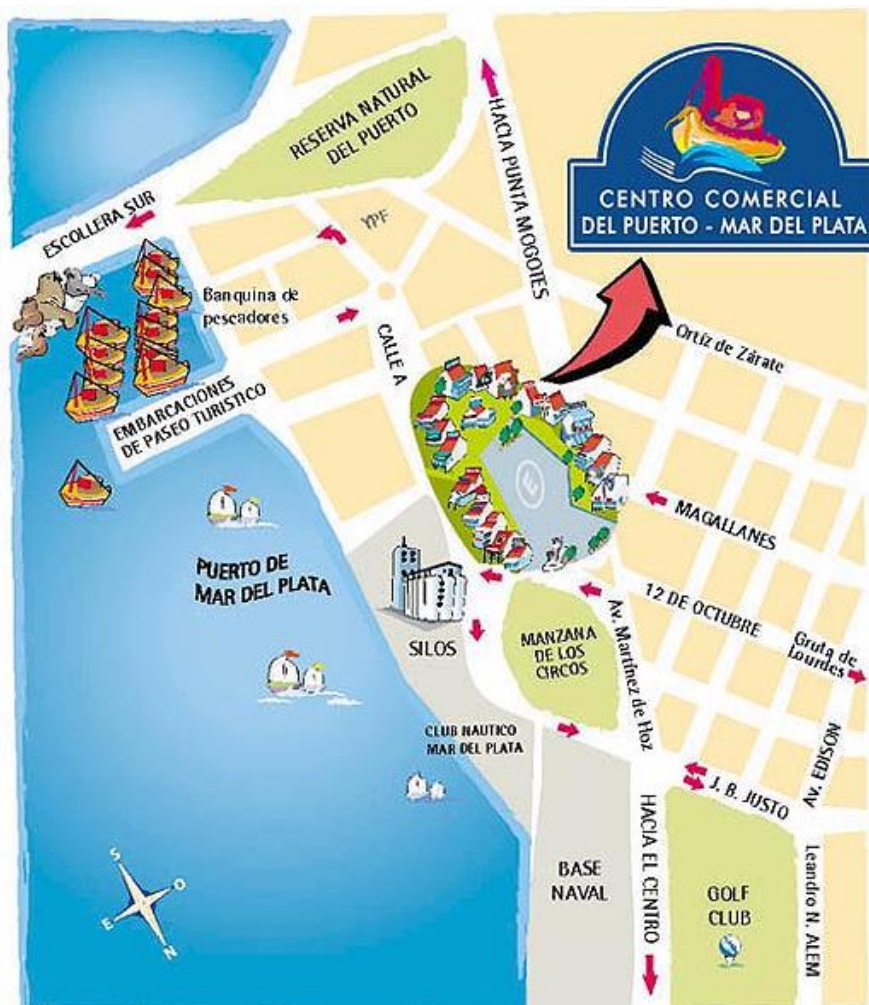 RESERVA NATURAL
DEL PUERTO
HACIA PUNTA MOGOTES
CENTRO COMERCIAL
DEL PUERTO - MAR DEL PLATA
ESCOLLERA SUR
YPF
Banquina de
pescadores
CALLE A
Ortíz de Zárate
EMBARCACIONES
DE PASEO TURISTICO
E
MAGALLANES
PUERTO DE
MAR DEL PLATA
12 DE OCTUBRE
Gruta de
Lourdes
SILOS
MANZANA
DE LOS
CIRCOS
Av. Martínez de Hoz
CLUB NAUTICO
MAR DEL PLATA
Av. EDISON
J. B. JUSTO
HACIA EL CENTRO
BASE
NAVAL
GOLF
CLUB
Leandro N. ALEM
S
O
E
N